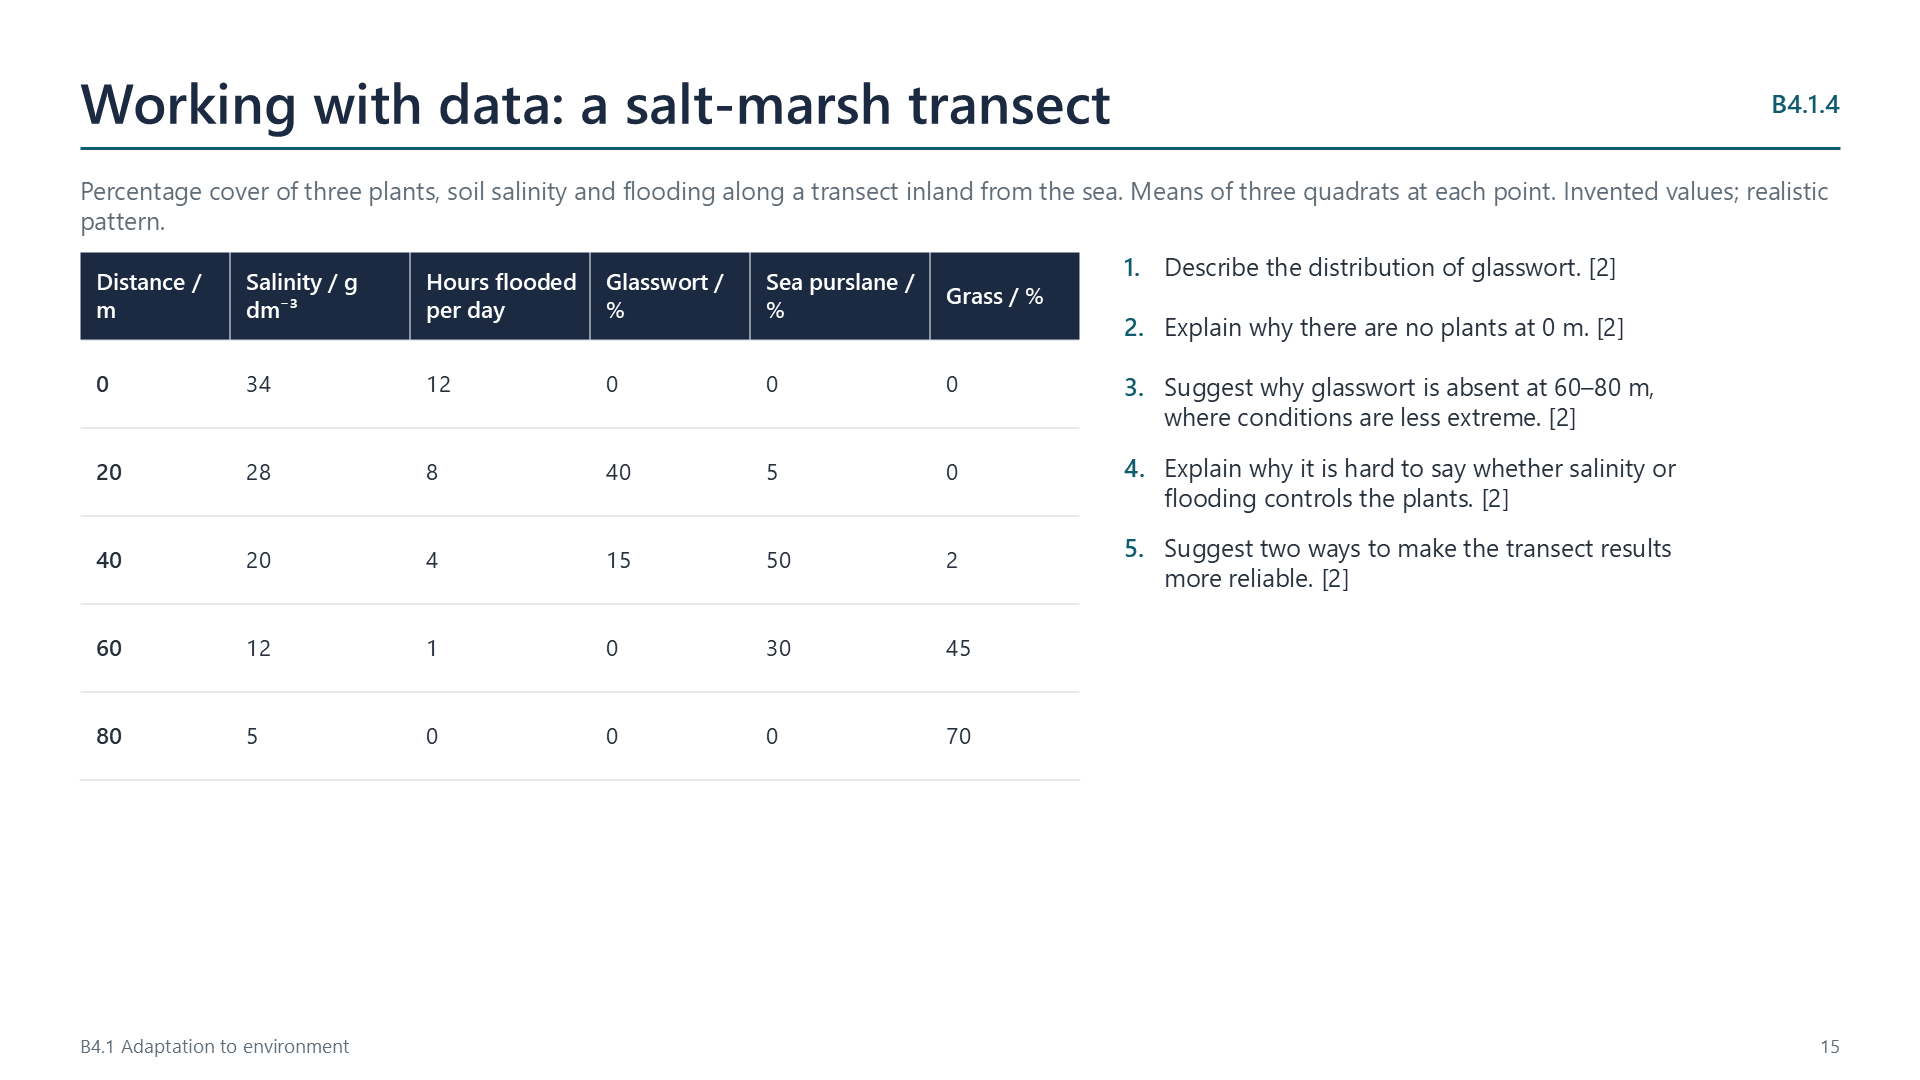 Working with data: a salt-marsh transect
B4.1.4
Percentage cover of three plants, soil salinity and flooding along a transect inland from the sea. Means of three quadrats at each point. Invented values; realistic
pattern.
Distance / m | Salinity / g dm⁻³ | Hours flooded per day | Glasswort / % | Sea purslane / % | Grass / %
0 | 34 | 12 | 0 | 0 | 0
20 | 28 | 8 | 40 | 5 | 0
40 | 20 | 4 | 15 | 50 | 2
60 | 12 | 1 | 0 | 30 | 45
80 | 5 | 0 | 0 | 0 | 70
1. Describe the distribution of glasswort. [2]
2. Explain why there are no plants at 0 m. [2]
3. Suggest why glasswort is absent at 60–80 m,
where conditions are less extreme. [2]
4. Explain why it is hard to say whether salinity or
flooding controls the plants. [2]
5. Suggest two ways to make the transect results
more reliable. [2]
B4.1 Adaptation to environment
15